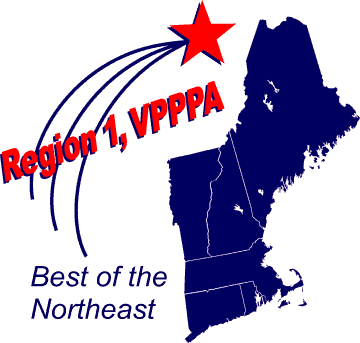 Region 1, VPPPA
Best of the
Northeast